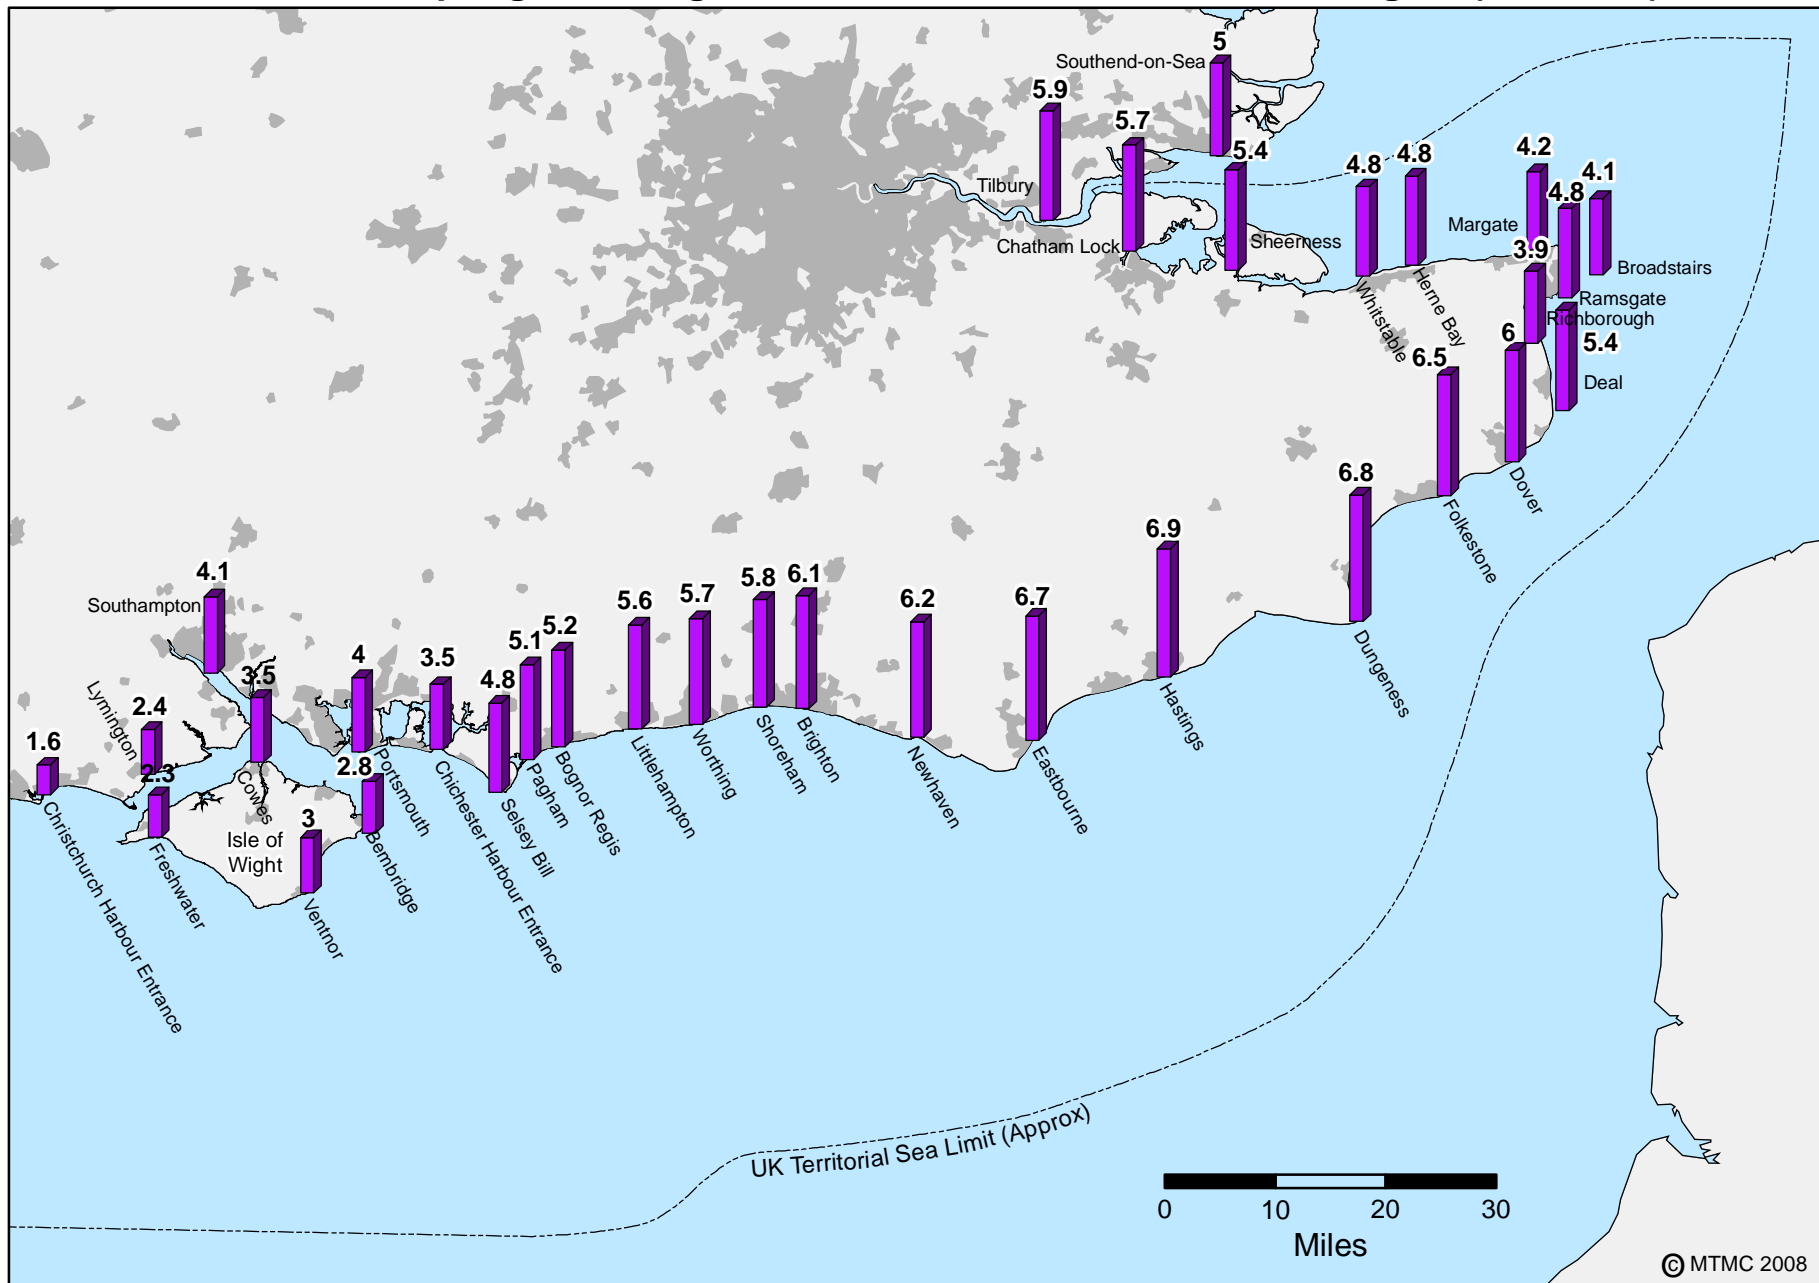 5
Southend-on-Sea
5.9
5.7
5.4
Tilbury
Chatham Lock
Sheerness
4.8
4.8
4.2
4.8
4.1
Margate
3.9
Broadstairs
Ramsgate
Richborough
Whitstable
Herne Bay
6
5.4
6.5
Deal
6.8
Dover
Folkestone
6.9
4.1
Southampton
5.6
5.7
5.8
6.1
6.2
6.7
Dungeness
5.1
5.2
4
3.5
3.5
4.8
Lymington
2.4
Hastings
1.6
2.3
2.8
Cowes
Portsmouth
Chichester Harbour Entrance
Selsey Bill
Pagham
Bognor Regis
Littlehampton
Worthing
Shoreham
Brighton
Newhaven
Eastbourne
Christchurch Harbour Entrance
Freshwater
Isle of
Wight
3
Bembridge
Ventnor
UK Territorial Sea Limit (Approx)
0 10 20 30
Miles
© MTMC 2008